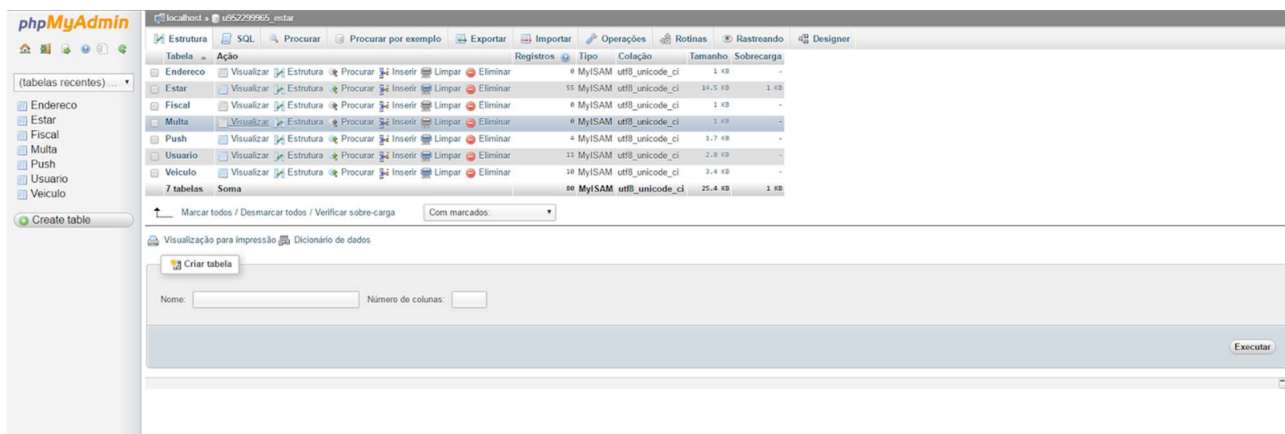 phpMyAdmin
(tabelas recentes) ...
Endereco
Estar
Fiscal
Multa
Push
Usuario
Veiculo
Create table
localhost » u952299965_estar
Estrutura SQL Procurar Procurar por exemplo Exportar Importar Operações Rotinas Rastreando Designer
Tabela Ação Registros Tipo Colação Tamanho Sobrecarga
Endereco Visualizar Estrutura Procurar Inserir Limpar Eliminar 0 MyISAM utf8_unicode_ci 1 KB -
Estar Visualizar Estrutura Procurar Inserir Limpar Eliminar 55 MyISAM utf8_unicode_ci 14.5 KB 1 KB
Fiscal Visualizar Estrutura Procurar Inserir Limpar Eliminar 0 MyISAM utf8_unicode_ci 1 KB -
Multa Visualizar Estrutura Procurar Inserir Limpar Eliminar 0 MyISAM utf8_unicode_ci 1 KB -
Push Visualizar Estrutura Procurar Inserir Limpar Eliminar 4 MyISAM utf8_unicode_ci 1.7 KB -
Usuario Visualizar Estrutura Procurar Inserir Limpar Eliminar 11 MyISAM utf8_unicode_ci 2.8 KB -
Veiculo Visualizar Estrutura Procurar Inserir Limpar Eliminar 10 MyISAM utf8_unicode_ci 3.4 KB -
7 tabelas Soma 80 MyISAM utf8_unicode_ci 25.4 KB 1 KB
Marcar todos / Desmarcar todos / Verificar sobre-carga Com marcados:
Visualização para impressão Dicionário de dados
Criar tabela
Nome: Número de colunas:
Executar